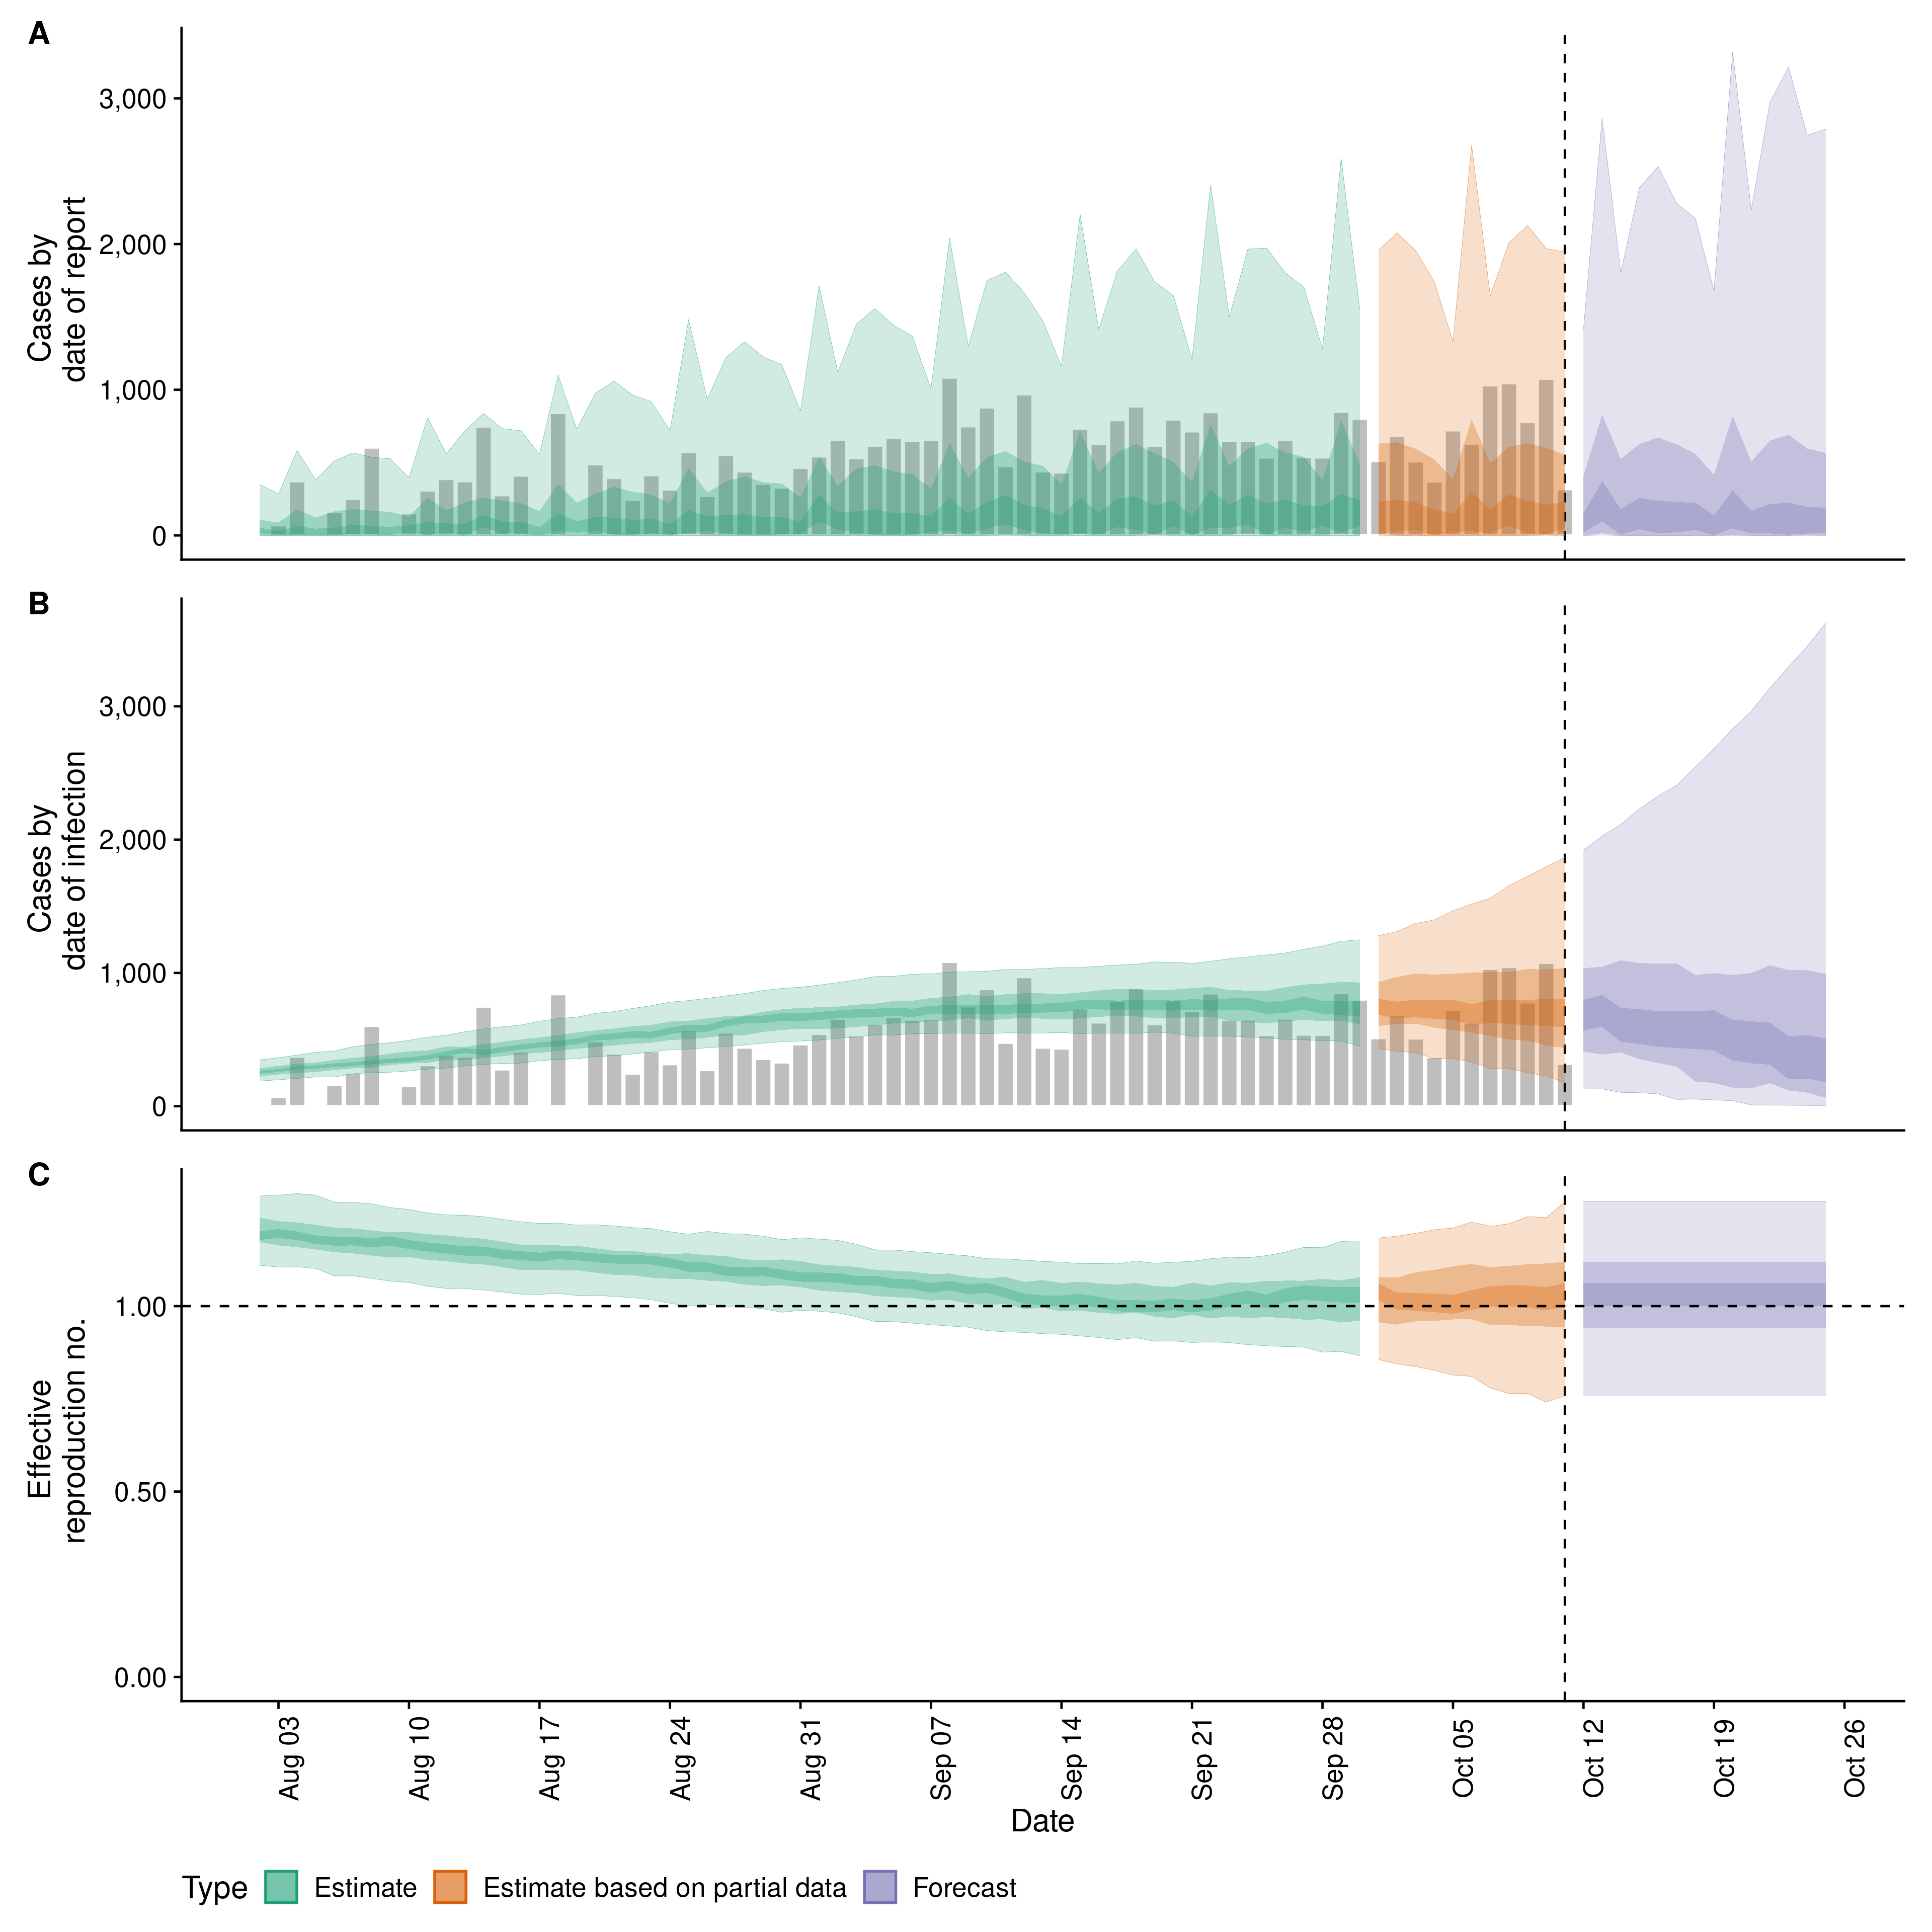 A
Cases by
date of report
3,000
2,000
1,000
0
B
Cases by
date of infection
3,000
2,000
1,000
0
C
Effective
reproduction no.
1.00
0.50
0.00
Aug 03
Aug 10
Aug 17
Aug 24
Aug 31
Sep 07
Sep 14
Sep 21
Sep 28
Oct 05
Oct 12
Oct 19
Oct 26
Date
Type Estimate Estimate based on partial data Forecast